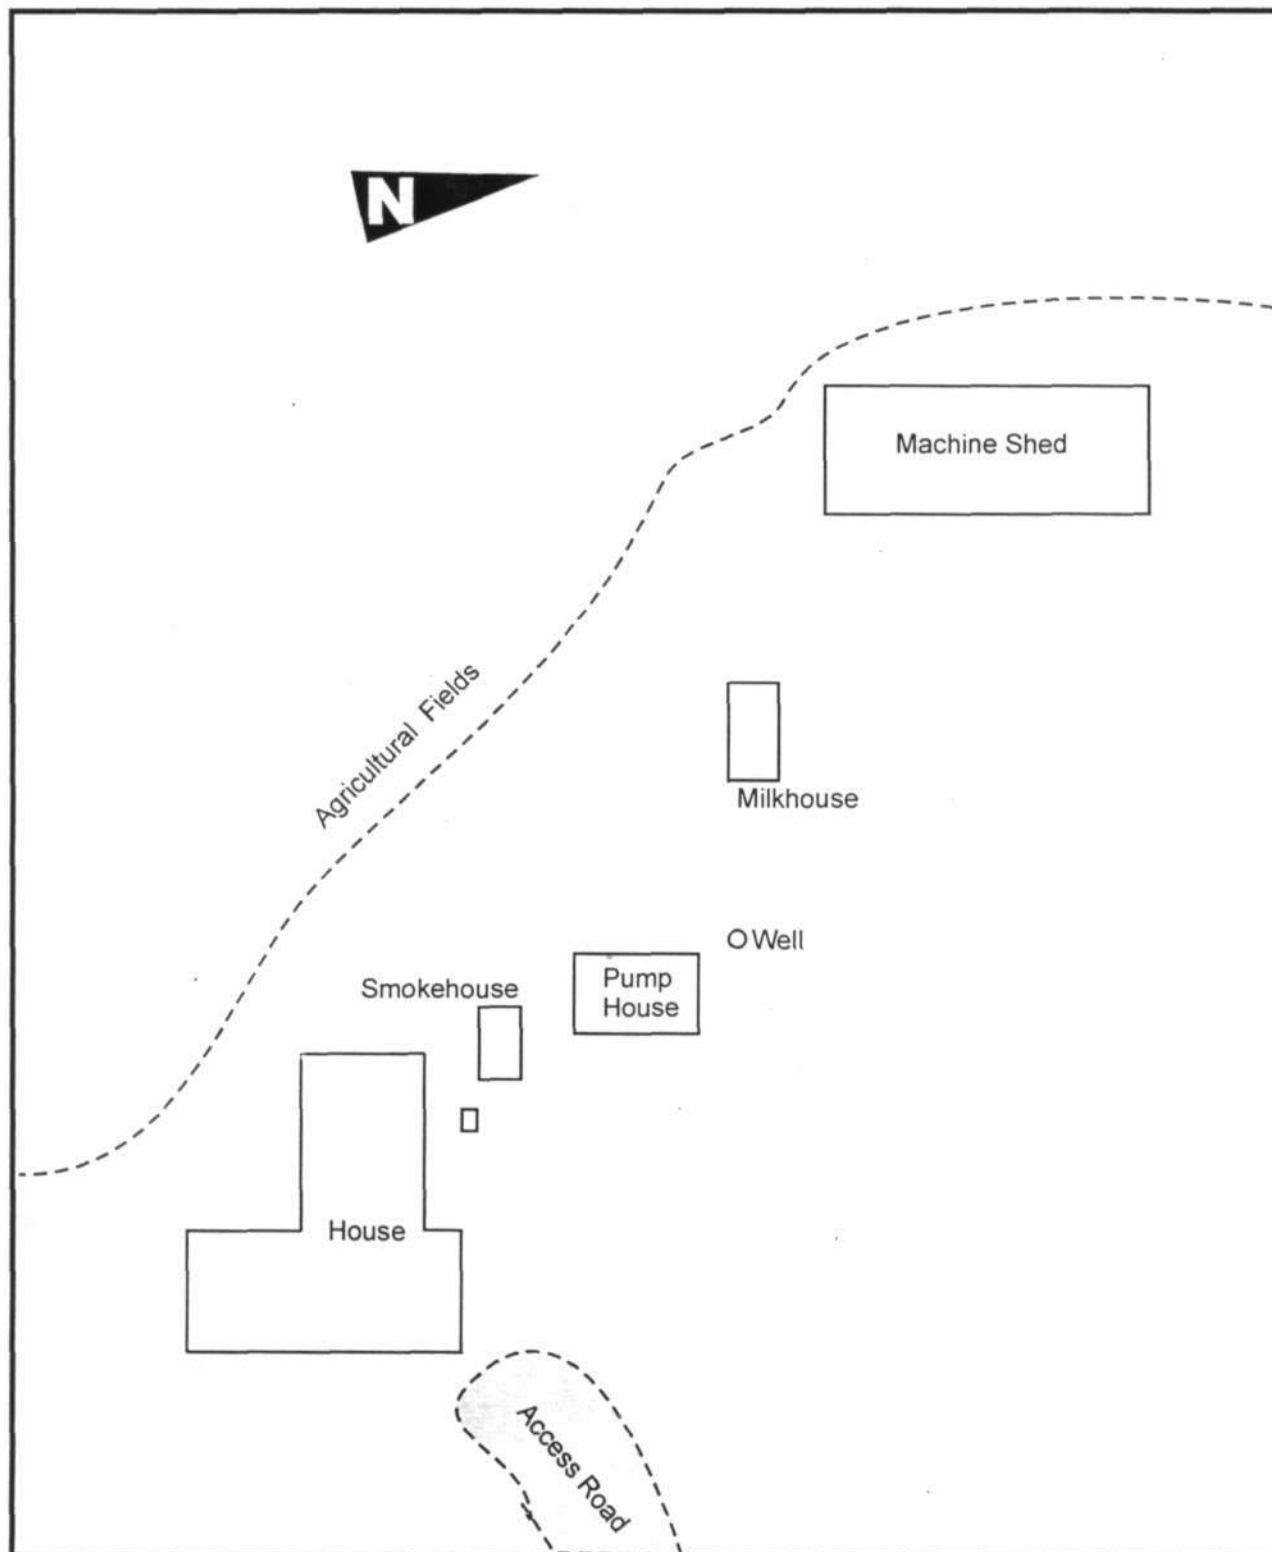 N
Machine Shed
Agricultural Fields
Milkhouse
Well
Pump
House
Smokehouse
House
Access Road